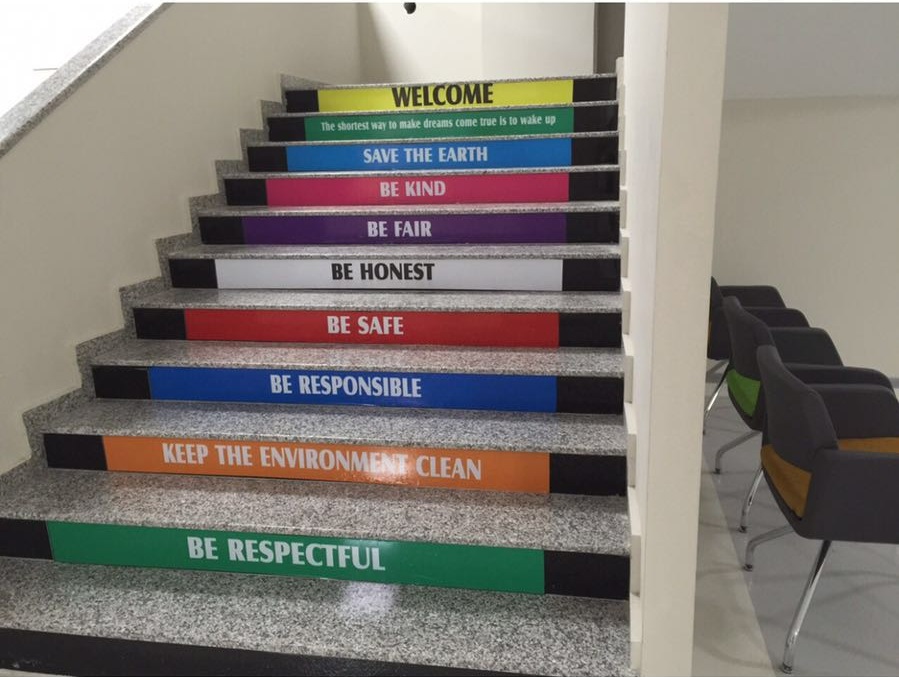 WELCOME
The shortest way to make dreams come true is to wake up
SAVE THE EARTH
BE KIND
BE FAIR
BE HONEST
BE SAFE
BE RESPONSIBLE
KEEP THE ENVIRONMENT CLEAN
BE RESPECTFUL